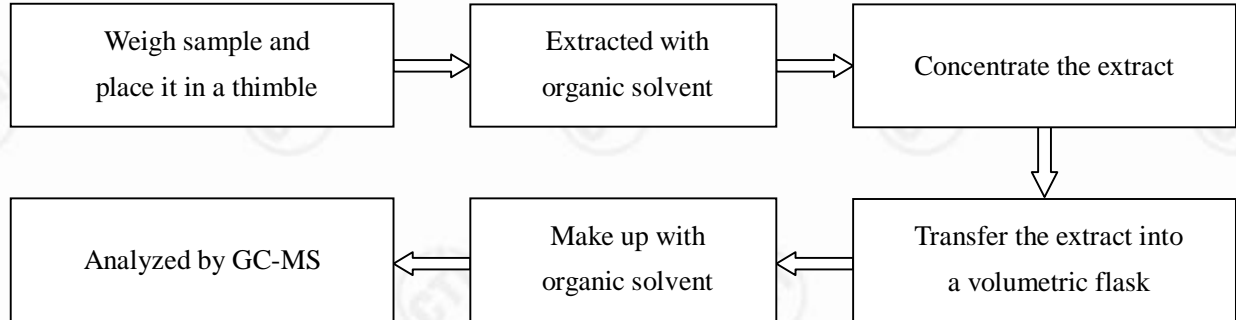 Weigh sample and
place it in a thimble
Extracted with
organic solvent
Concentrate the extract
Transfer the extract into
a volumetric flask
Make up with
organic solvent
Analyzed by GC-MS